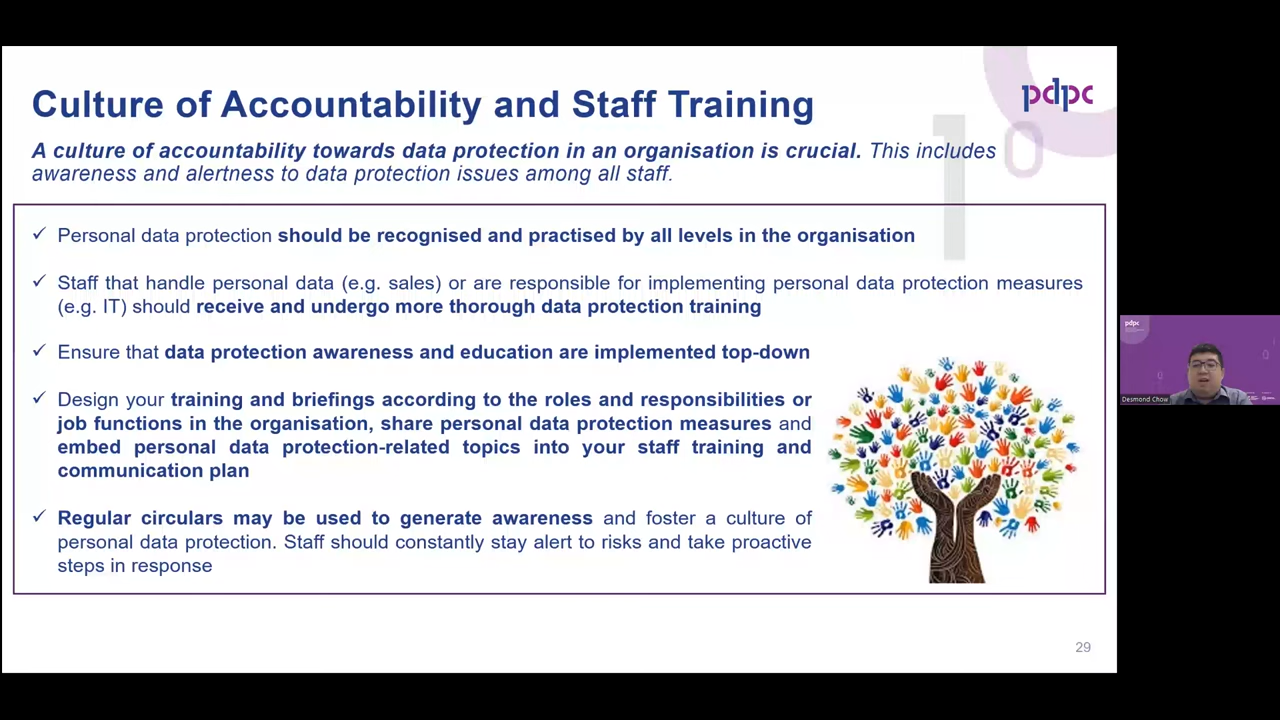 Culture of Accountability and Staff Training
pdpc
A culture of accountability towards data protection in an organisation is crucial. This includes
awareness and alertness to data protection issues among all staff.
✓ Personal data protection should be recognised and practised by all levels in the organisation
✓ Staff that handle personal data (e.g. sales) or are responsible for implementing personal data protection measures
(e.g. IT) should receive and undergo more thorough data protection training
✓ Ensure that data protection awareness and education are implemented top-down
✓ Design your training and briefings according to the roles and responsibilities or
job functions in the organisation, share personal data protection measures and
embed personal data protection-related topics into your staff training and
communication plan
✓ Regular circulars may be used to generate awareness and foster a culture of
personal data protection. Staff should constantly stay alert to risks and take proactive
steps in response
29
pdpc
Desmond Chow